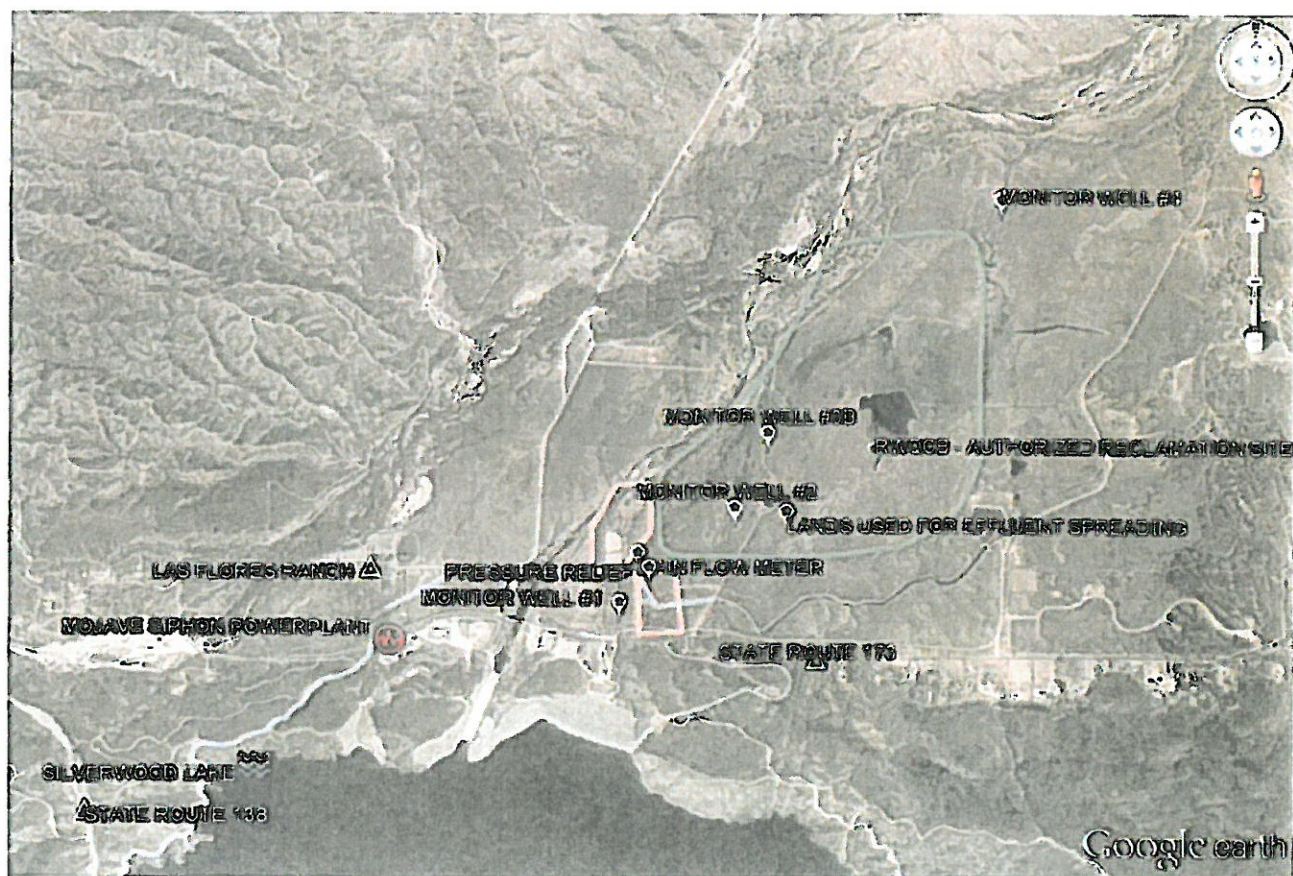 MONITOR WELL #4
MONITOR WELL #3B
RWQCB - AUTHORIZED RECLAMATION SITE
MONITOR WELL #2
LANDS USED FOR EFFLUENT SPREADING
LAS FLORES RANCH
PRESSURE
FLOW METER
MONITOR WELL #1
MOJAVE SIPHON POWERPLANT
STATE ROUTE 173
SILVERWOOD LAKE
STATE ROUTE 138
Google earth